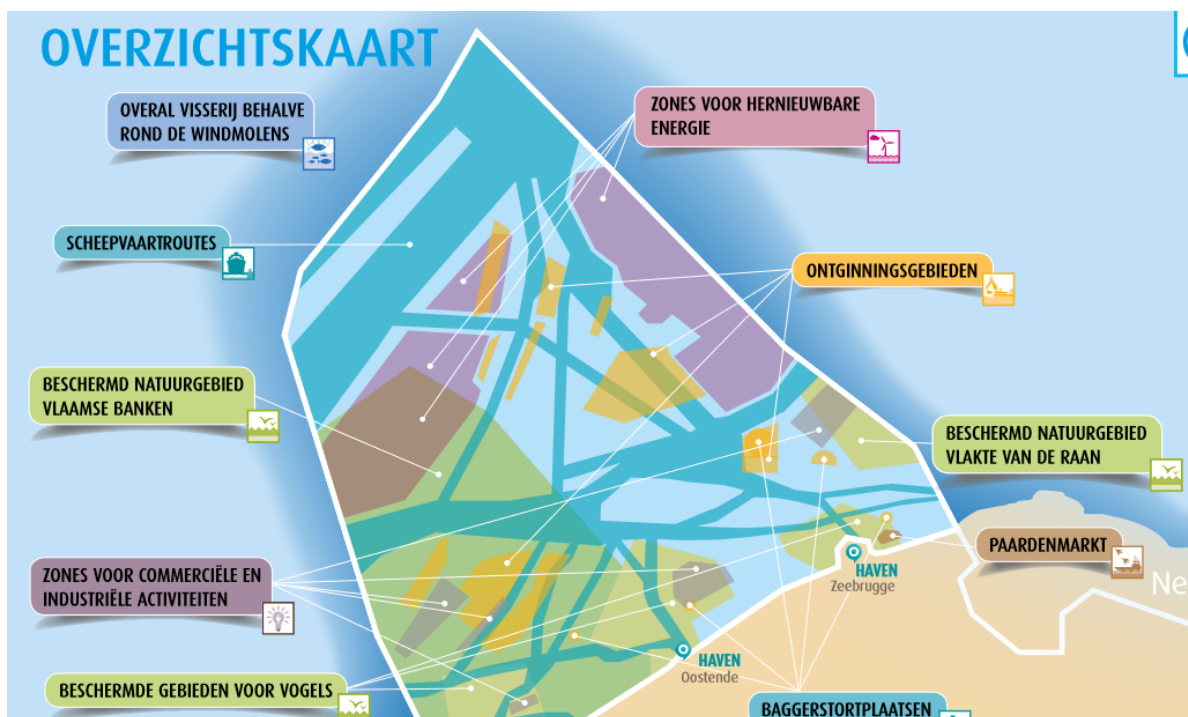 OVERZICHTSKAART
OVERAL VISSERIJ BEHALVE
ROND DE WINDMOLENS
ZONES VOOR HERNIEUWBARE
ENERGIE
SCHEEPVAARTROUTES
ONTGINNINGSGEBIEDEN
BESCHERMD NATUURGEBIED
VLAAMSE BANKEN
BESCHERMD NATUURGEBIED
VLAKTE VAN DE RAAN
PAARDENMARKT
HAVEN
Zeebrugge
Ne
ZONES VOOR COMMERCIËLE EN
INDUSTRIËLE ACTIVITEITEN
HAVEN
Oostende
BESCHERMDE GEBIEDEN VOOR VOGELS
BAGGERSTORTPLAATSEN